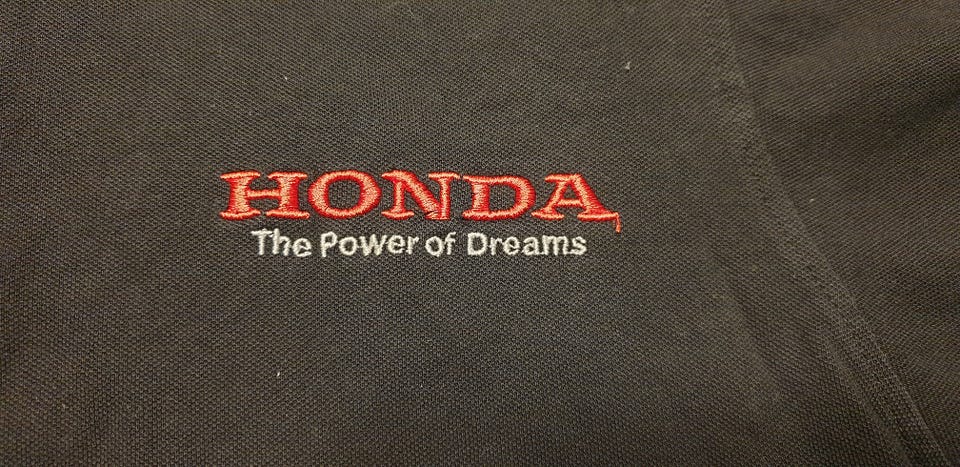 HONDA
The Power of Dreams